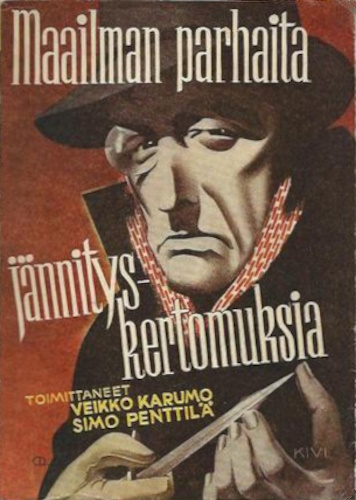 Maailman parhaita
jännitys-
kertomuksia
TOIMITTANEET
VEIKKO KARUMO
SIMO PENTTILÄ
KIVI